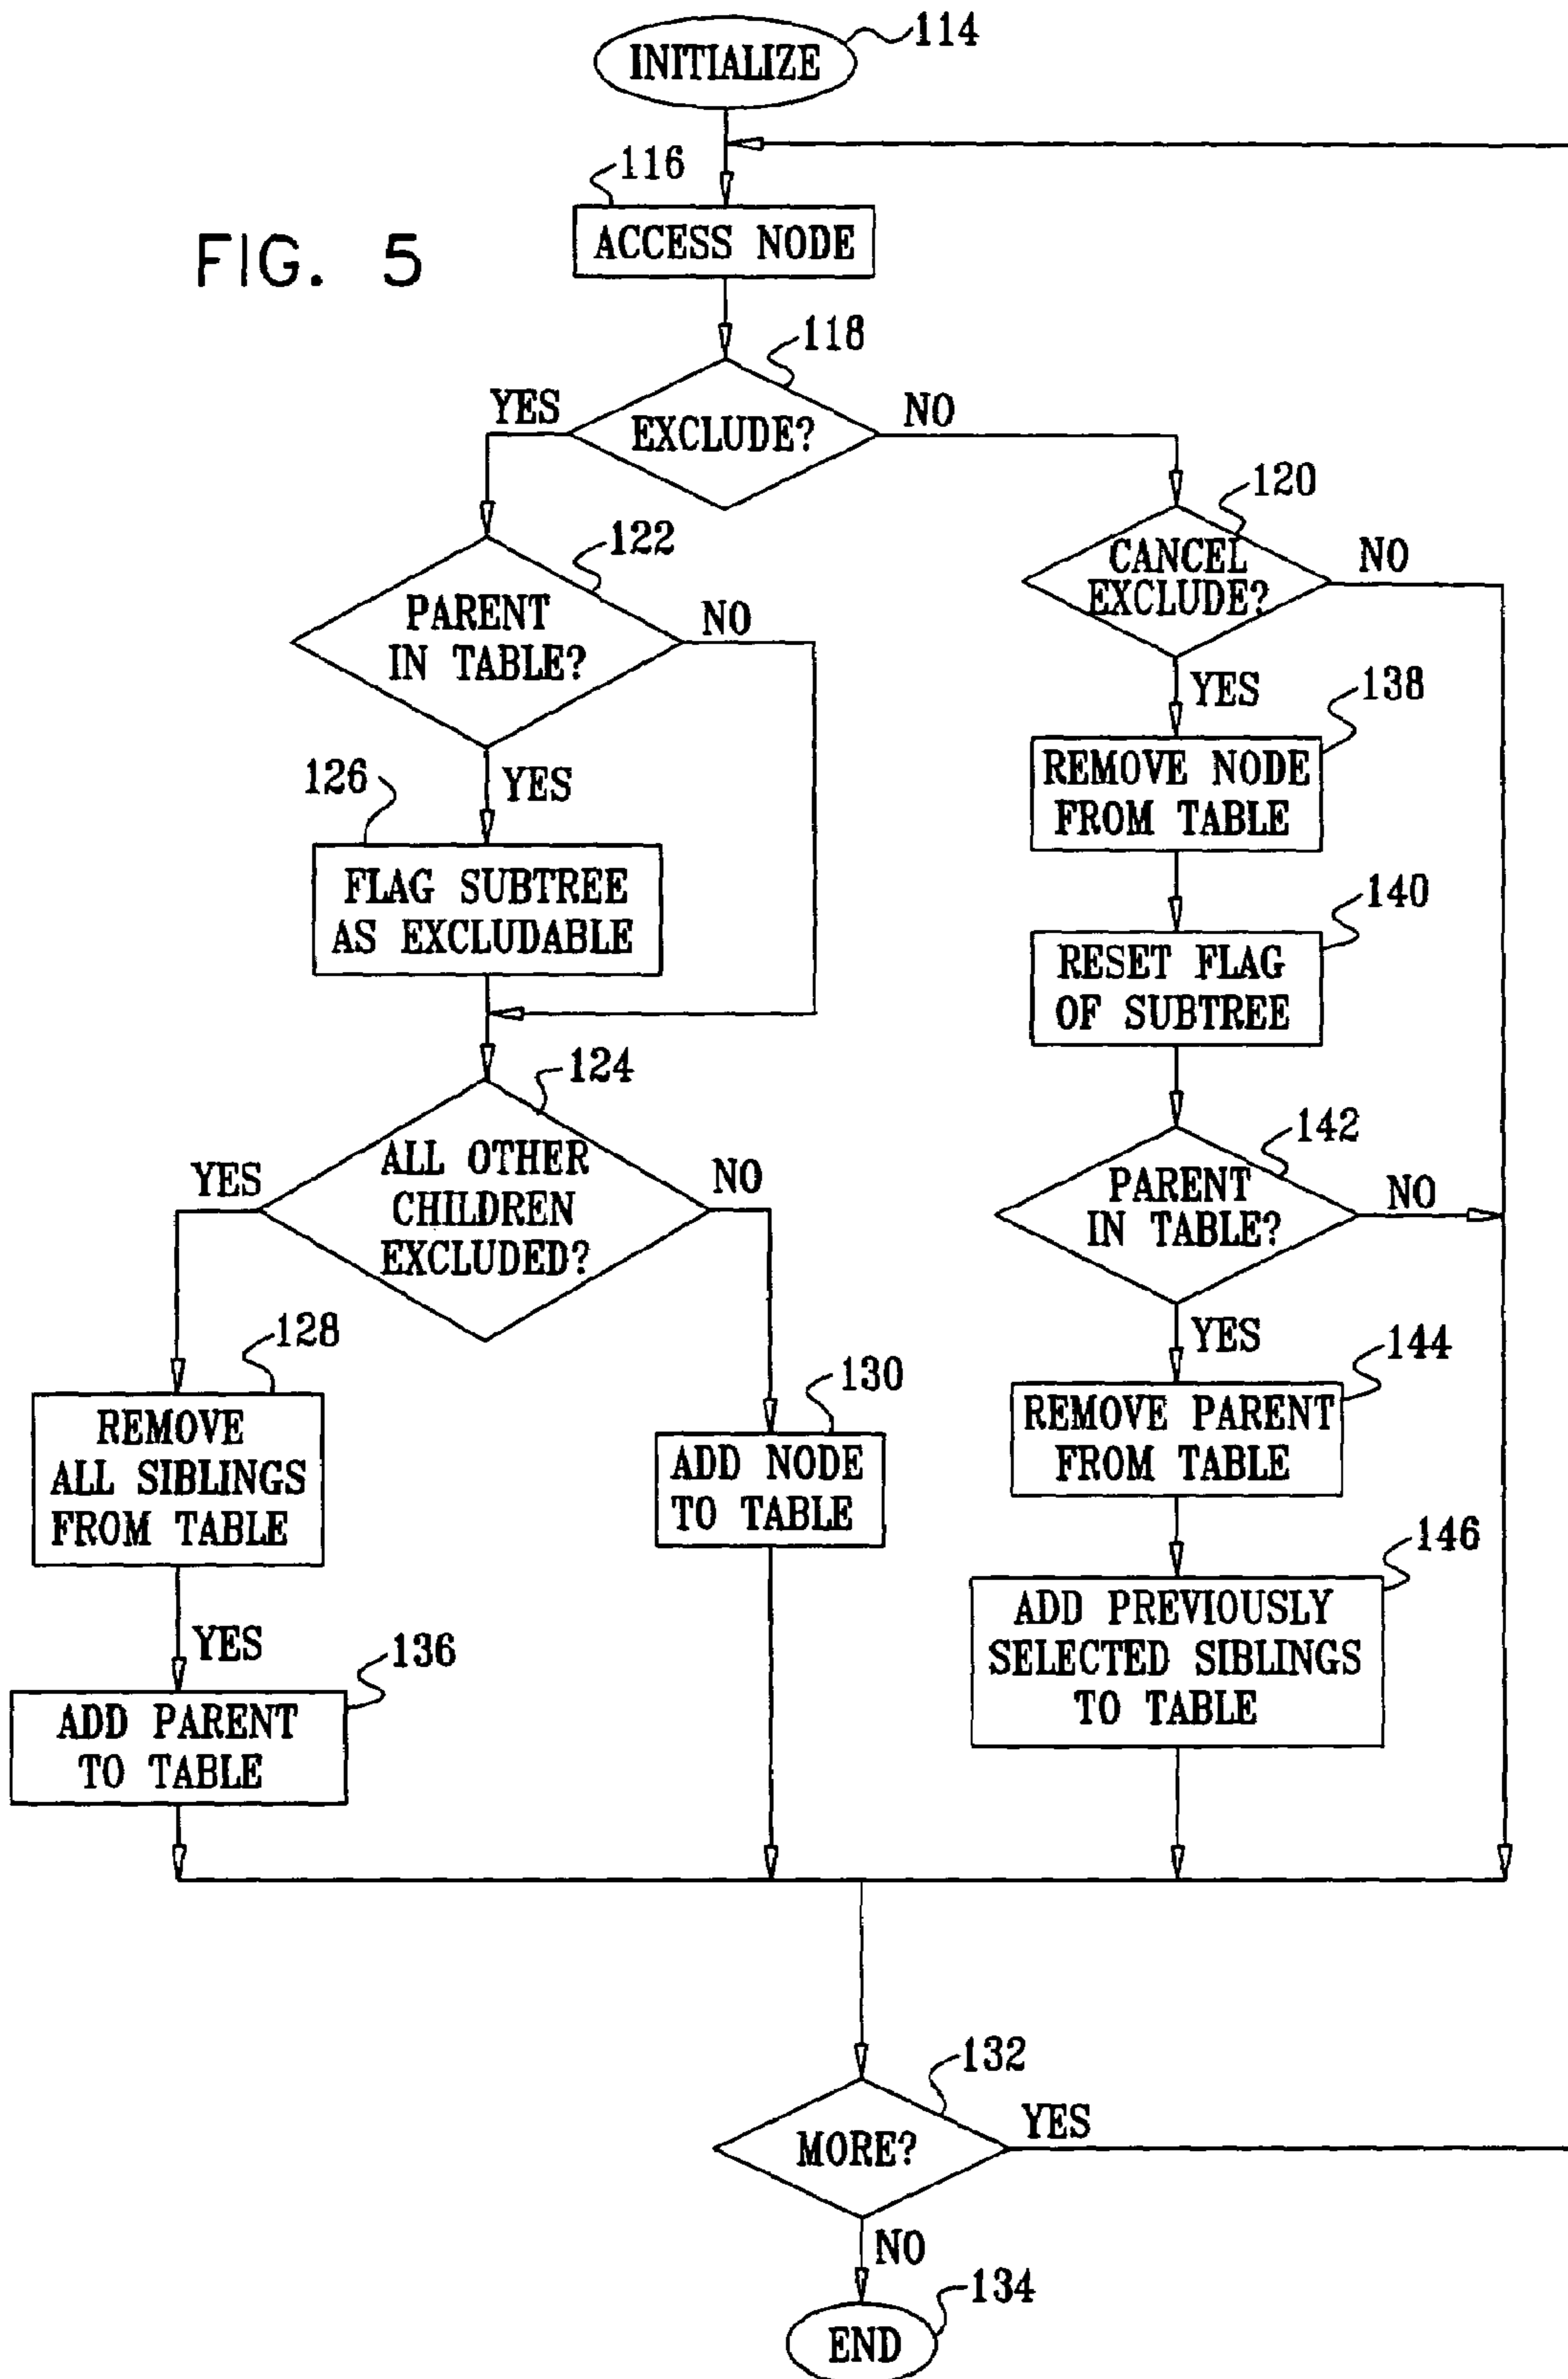 INITIALIZE
114
116
ACCESS NODE
FIG. 5
118
YES
EXCLUDE?
NO
120
CANCEL
EXCLUDE?
NO
122
PARENT
IN TABLE?
NO
YES
138
REMOVE NODE
FROM TABLE
126
YES
FLAG SUBTREE
AS EXCLUDABLE
140
RESET FLAG
OF SUBTREE
124
YES
ALL OTHER
CHILDREN
EXCLUDED?
NO
142
PARENT
IN TABLE?
NO
128
REMOVE
ALL SIBLINGS
FROM TABLE
130
ADD NODE
TO TABLE
YES
144
REMOVE PARENT
FROM TABLE
146
ADD PREVIOUSLY
SELECTED SIBLINGS
TO TABLE
YES
136
ADD PARENT
TO TABLE
132
MORE?
YES
NO
134
END